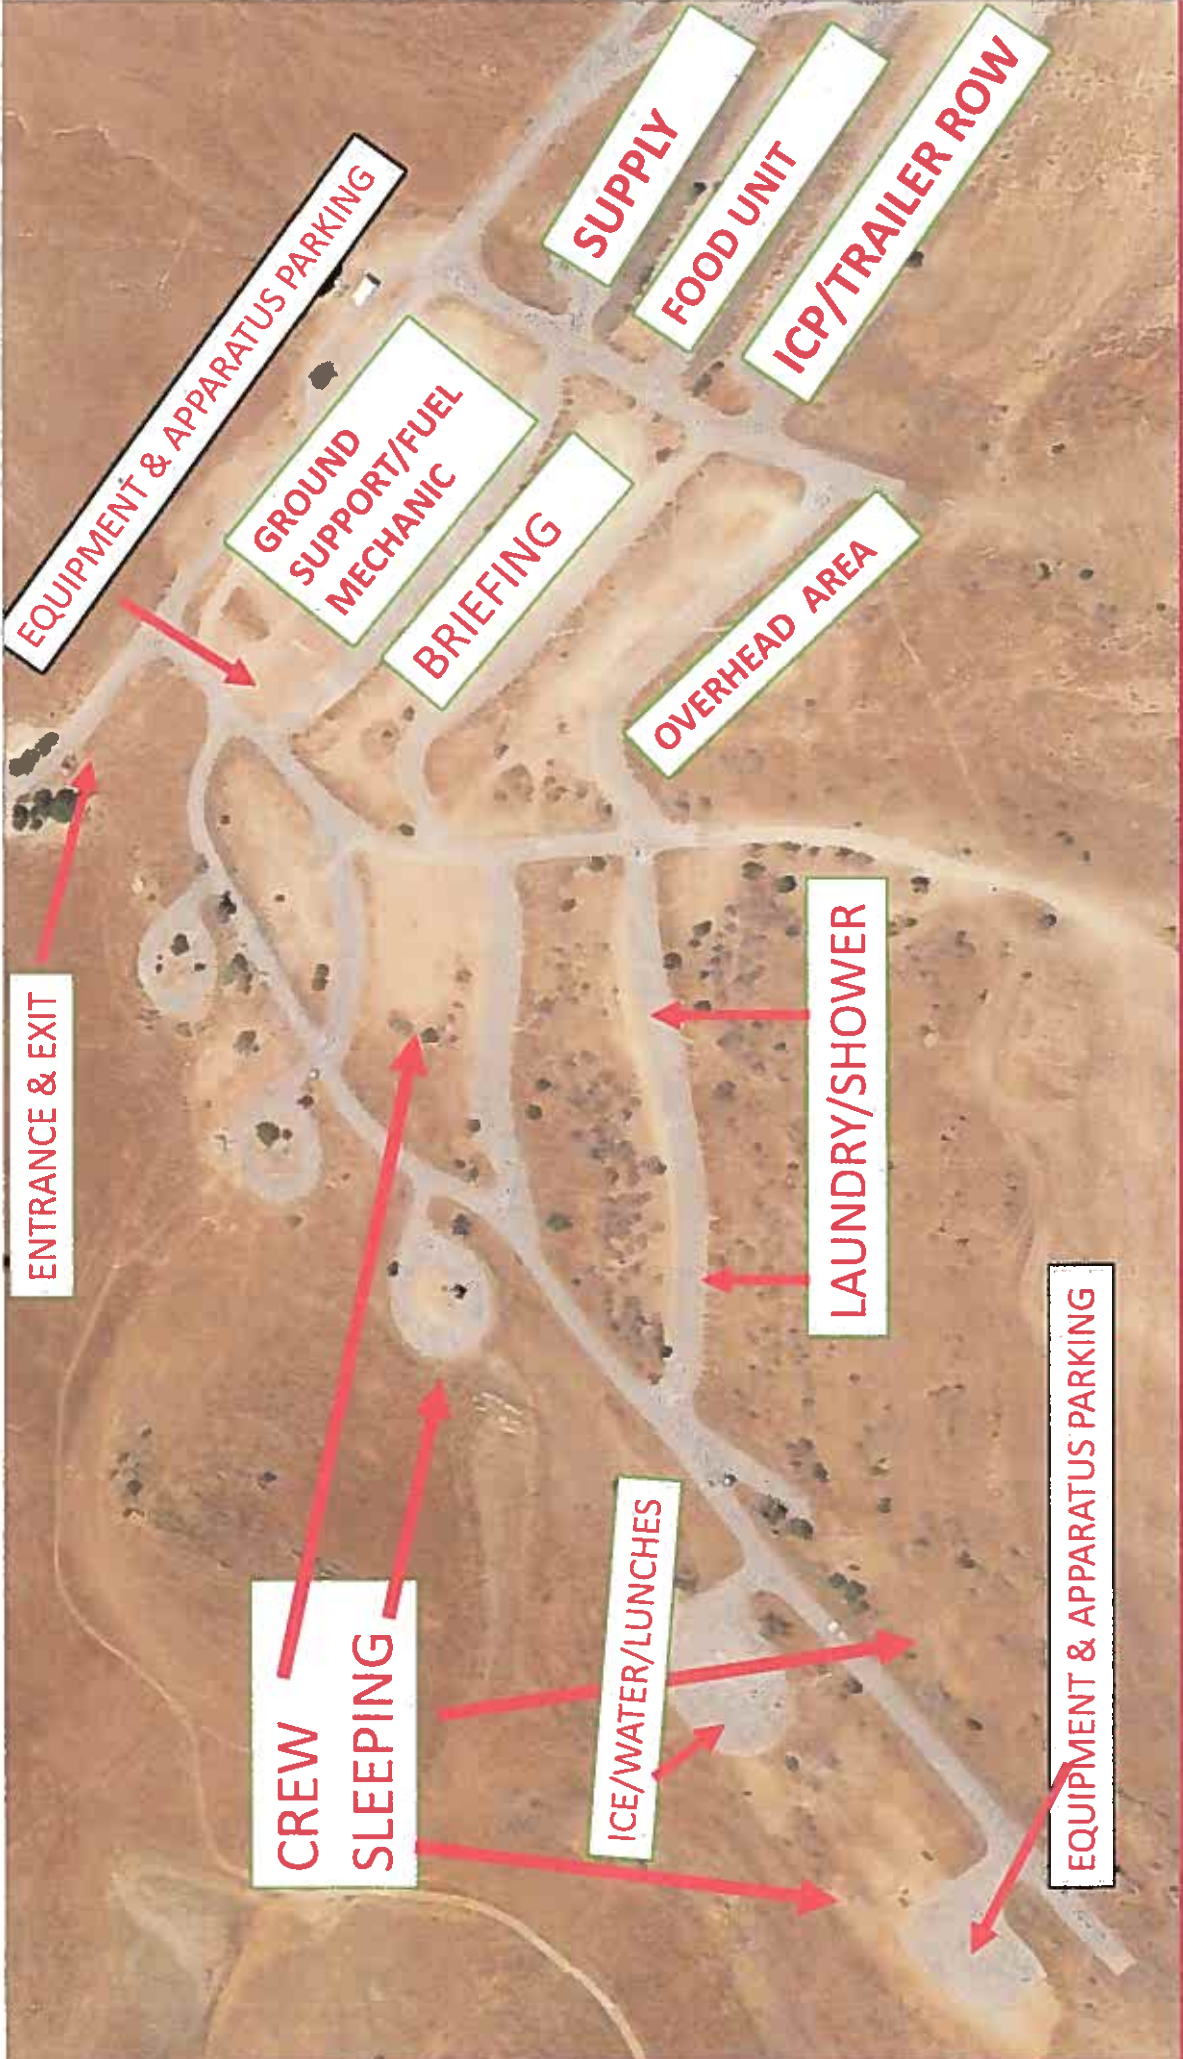 ENTRANCE & EXIT
EQUIPMENT & APPARATUS PARKING
GROUND
SUPPORT/FUEL
MECHANIC
SUPPLY
FOOD UNIT
ICP/TRAILER ROW
BRIEFING
OVERHEAD AREA
CREW
SLEEPING
ICE/WATER/LUNCHES
LAUNDRY/SHOWER
EQUIPMENT & APPARATUS PARKING